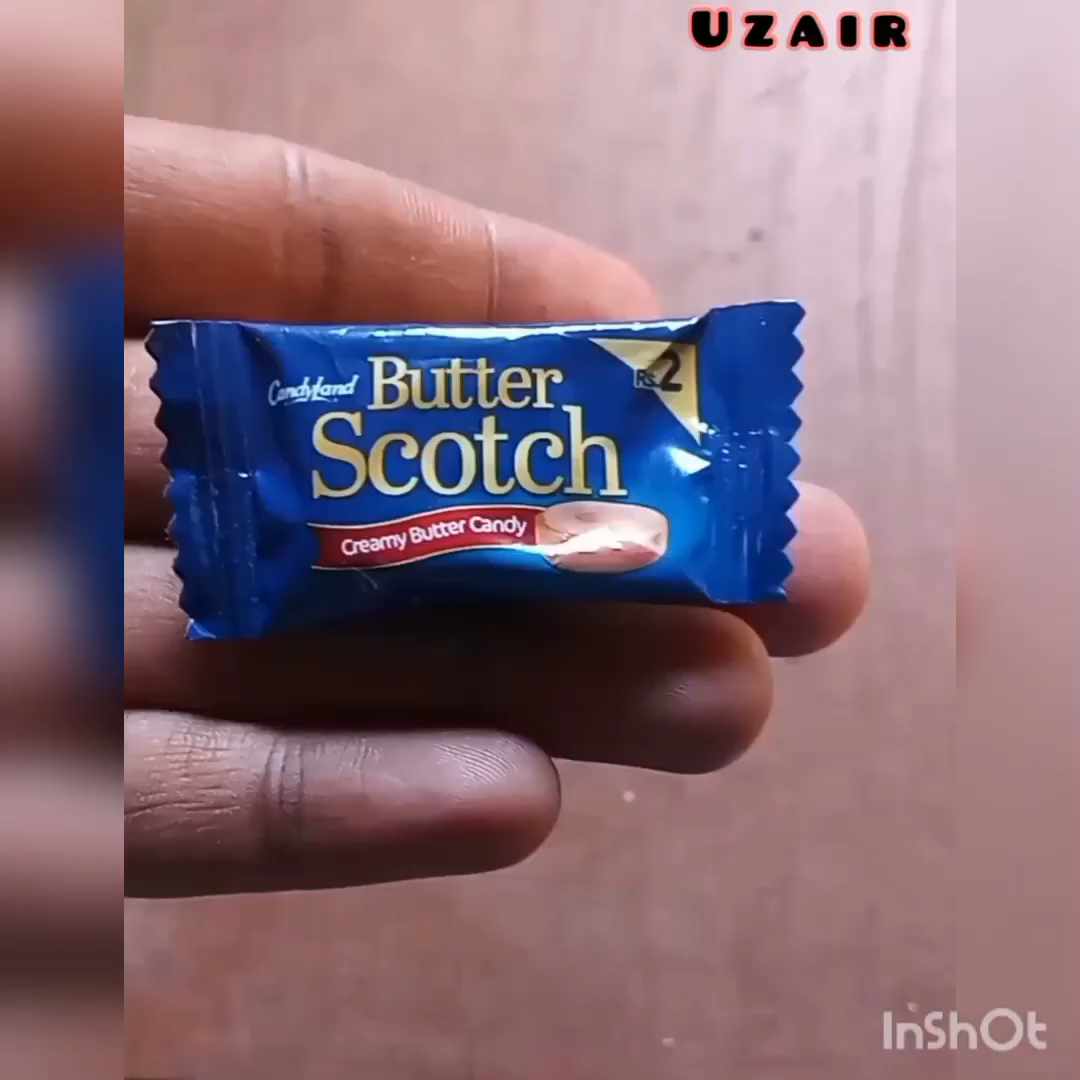 UZAIR
CandyLand Butter
Rs.2
Scotch
Creamy Butter Candy
InShOt